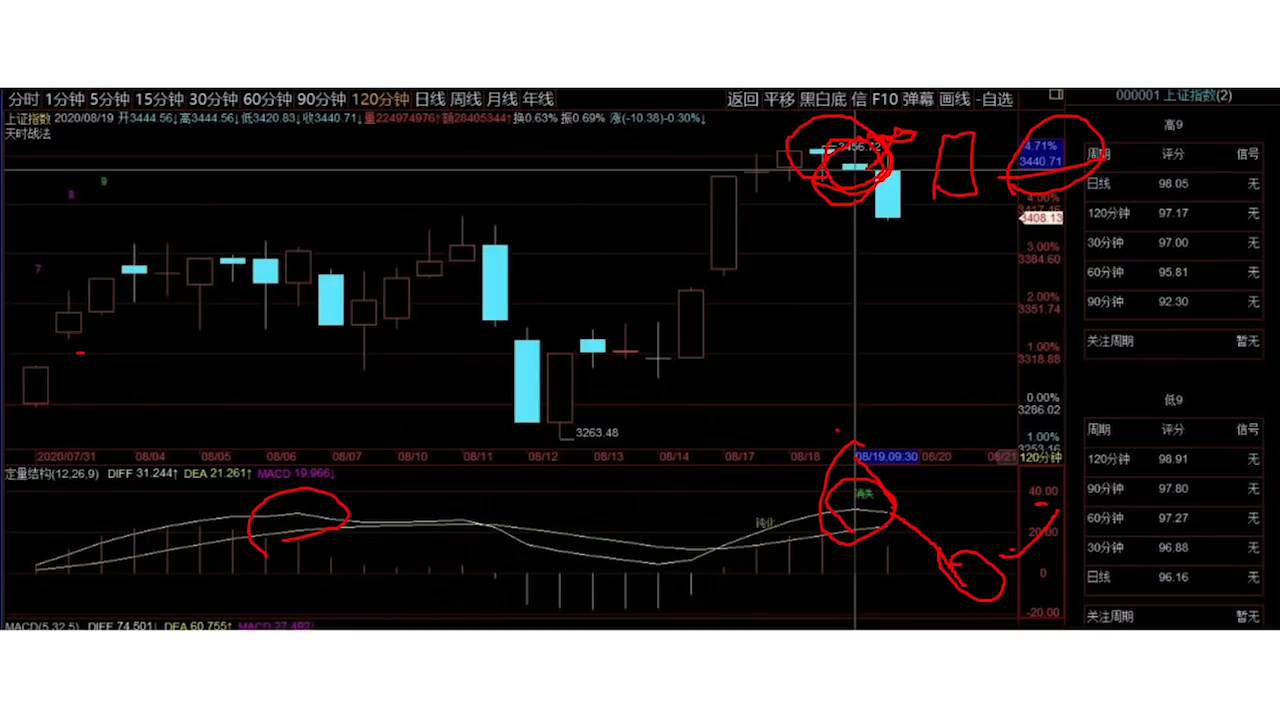 分时 1分钟 5分钟 15分钟 30分钟 60分钟 90分钟 120分钟 日线 周线 月线 年线 返回 平移 黑白底 信 F10 弹幕 画线 -自选
000001 上证指数(2)
上证指数 2020/08/19 开3444.56↓高3444.56↓低3420.83↓收3440.71↓量224974976↑额28405344↑换0.63% 振0.69% 涨(-10.38)-0.30%↓
天时战法
高9
周期 评分 信号
日线 98.05 无
120分钟 97.17 无
30分钟 97.00 无
60分钟 95.81 无
90分钟 92.30 无
关注周期 暂无
低9
周期 评分 信号
120分钟 98.91 无
90分钟 97.80 无
60分钟 97.27 无
30分钟 96.88 无
日线 96.16 无
关注周期 暂无
9
8
7
3456.72
3263.48
4.71%
3440.71
4.00%
3417.46
3408.13
3.00%
3384.60
2.00%
3351.74
1.00%
3318.88
0.00%
3286.02
1.00%
3253.16
2020/07/31 08/04 08/05 08/06 08/07 08/10 08/11 08/12 08/13 08/14 08/17 08/18 08/19,09:30 08/20 08/21 120分钟
定量结构(12,26,9) DIFF 31.244↑ DEA 21.261↑ MACD 19.966↓
消失
钝化
40.00
20.00
0
-20.00
MACD(5,32,5) DIFF 74.501↓ DEA 60.755↑ MACD 27.492↑